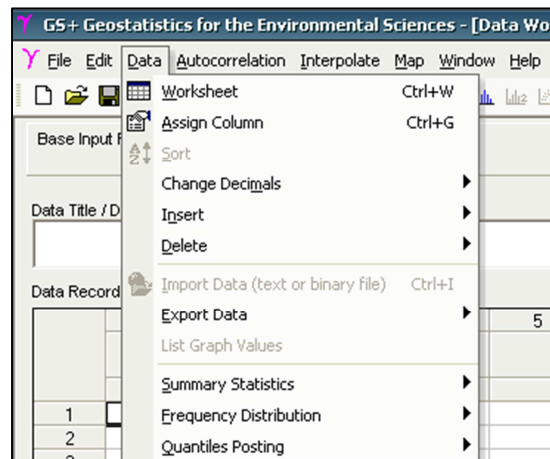 GS+ Geostatistics for the Environmental Sciences - [Data Wo
File Edit Data Autocorrelation Interpolate Map Window Help
Worksheet Ctrl+W
Assign Column Ctrl+G
Base Input
Sort
Change Decimals
Data Title / D
Insert
Delete
Import Data (text or binary file) Ctrl+I
Data Record
Export Data
5
List Graph Values
Summary Statistics
1
Frequency Distribution
2
Quantiles Posting